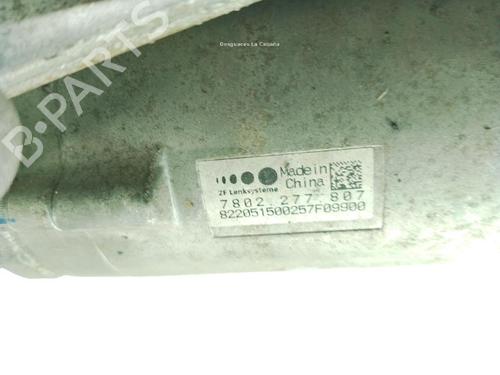 Desguaces La Cabaña
B-PARTS
Made in
China
ZF Lenksysteme
7802 277 807
822051500257F09900